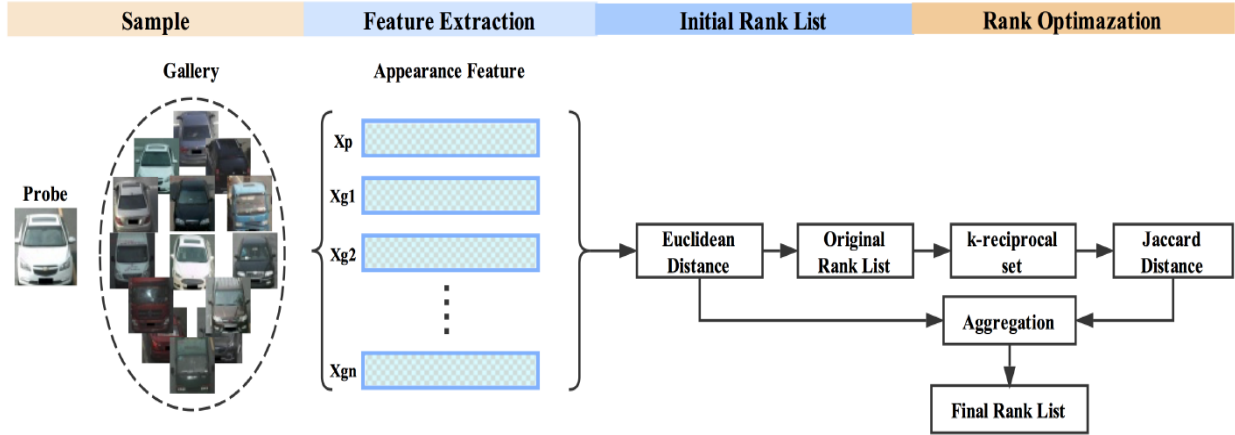 Sample
Feature Extraction
Initial Rank List
Rank Optimazation
Gallery
Appearance Feature
Probe
Xp
Xg1
Xg2
Xgn
Euclidean
Distance
Original
Rank List
k-reciprocal
set
Jaccard
Distance
Aggregation
Final Rank List